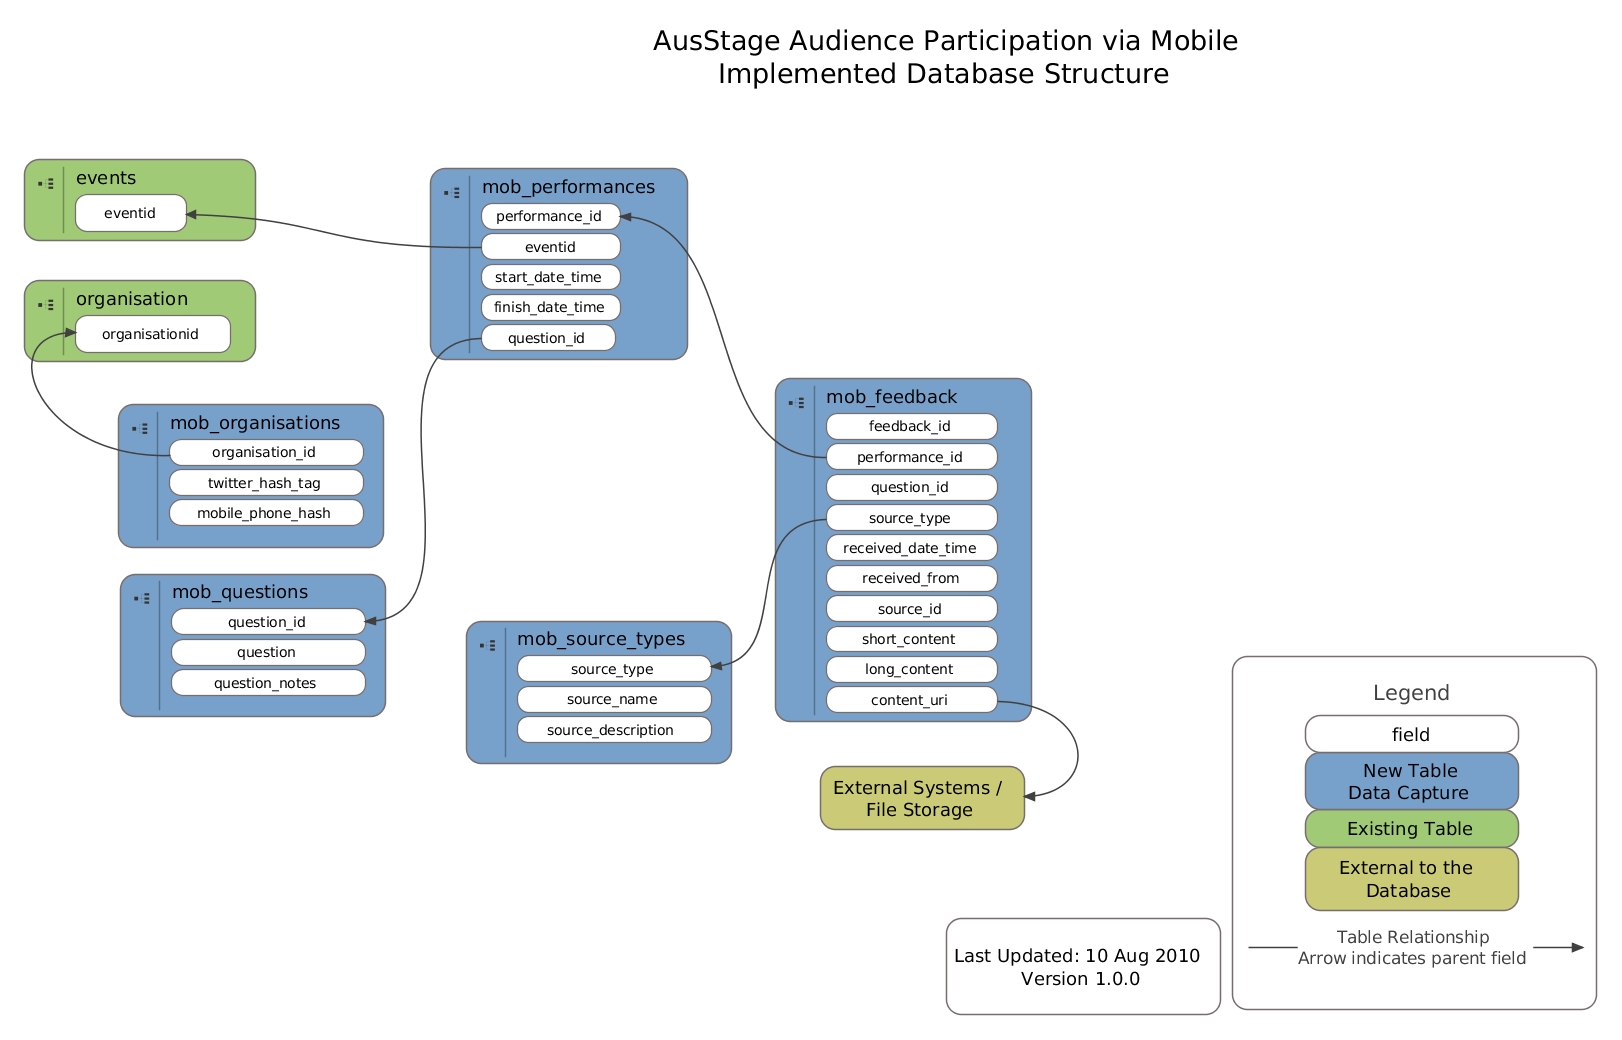 AusStage Audience Participation via Mobile
Implemented Database Structure
events
eventid
organisation
organisationid
mob_organisations
organisation_id
twitter_hash_tag
mobile_phone_hash
mob_questions
question_id
question
question_notes
mob_performances
performance_id
eventid
start_date_time
finish_date_time
question_id
mob_source_types
source_type
source_name
source_description
mob_feedback
feedback_id
performance_id
question_id
source_type
received_date_time
received_from
source_id
short_content
long_content
content_uri
External Systems /
File Storage
Legend
field
New Table
Data Capture
Existing Table
External to the
Database
Table Relationship
Arrow indicates parent field
Last Updated: 10 Aug 2010
Version 1.0.0